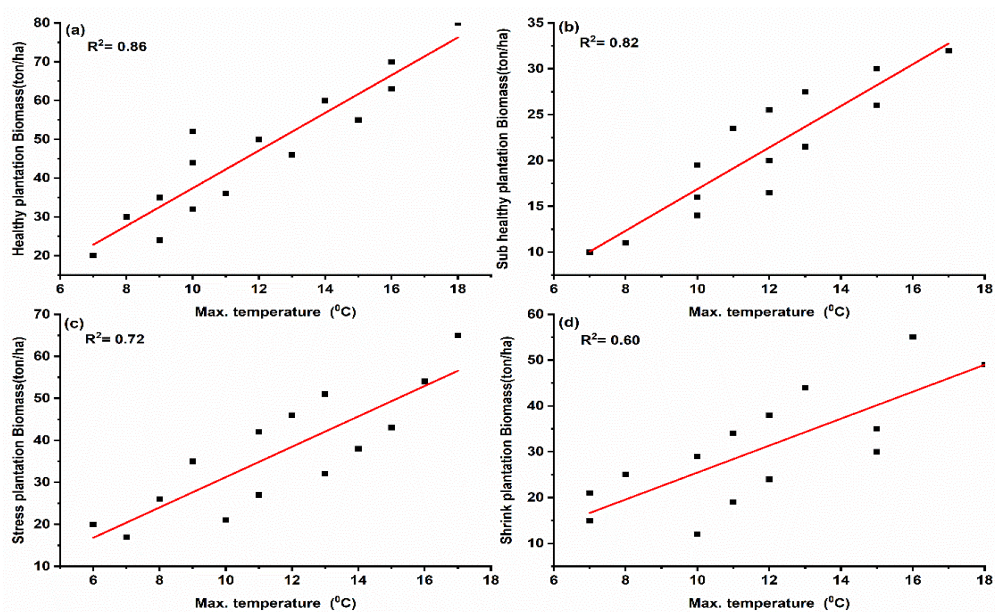 (a)
R²= 0.86
Healthy plantation Biomass(ton/ha)
80
70
60
50
40
30
20
6 8 10 12 14 16 18
Max. temperature (⁰C)
(b)
R²= 0.82
Sub healthy plantation Biomass(ton/ha)
35
30
25
20
15
10
6 8 10 12 14 16 18
Max. temperature (⁰C)
(c)
R²= 0.72
Stress plantation Biomass(ton/ha)
70
60
50
40
30
20
10
6 8 10 12 14 16 18
Max. temperature (⁰C)
(d)
R²= 0.60
Shrink plantation Biomass(ton/ha)
60
50
40
30
20
10
6 8 10 12 14 16 18
Max. temperature (⁰C)